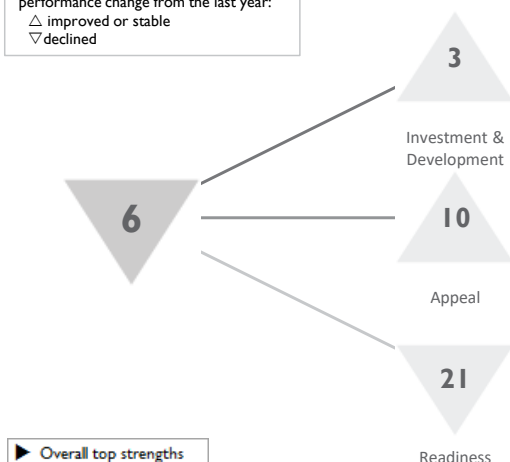 performance change from the last year:
△ improved or stable
▽ declined
3
Investment &
Development
6
10
Appeal
21
▶ Overall top strengths
Readiness